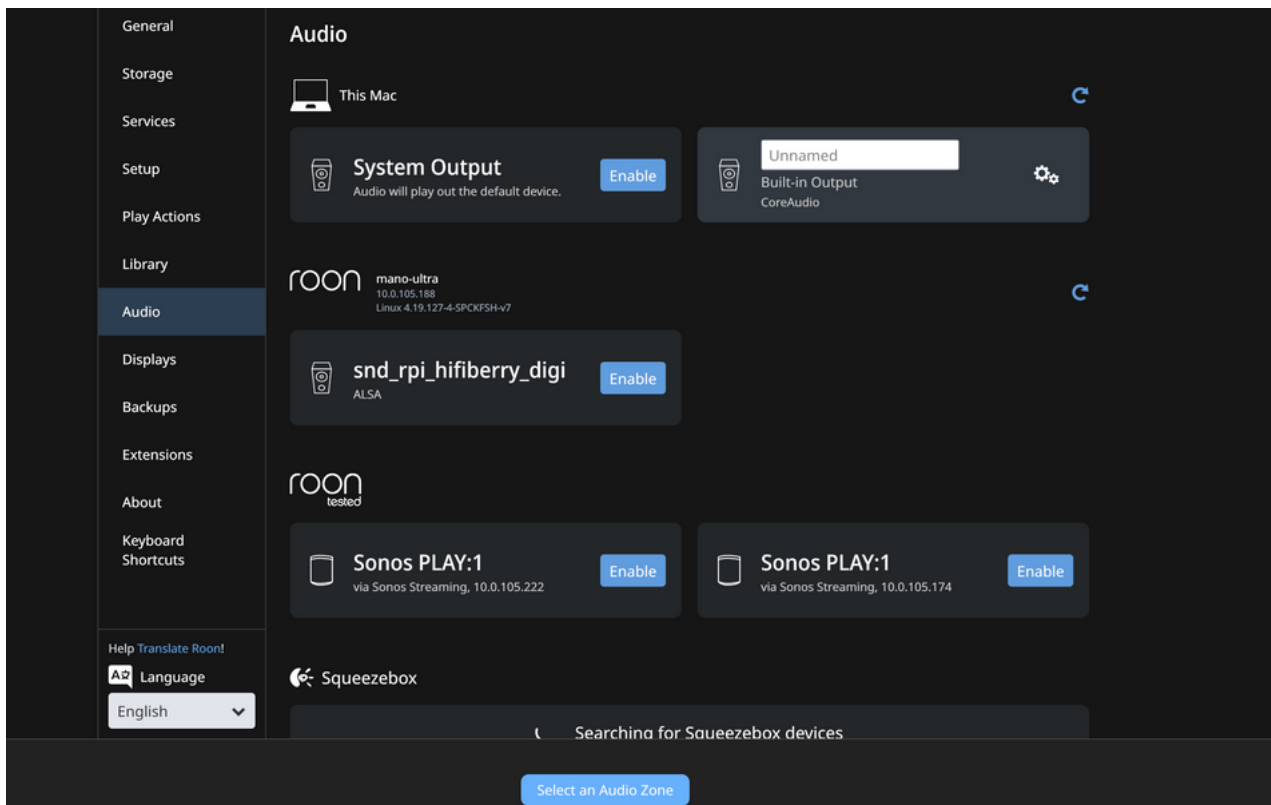 General
Storage
Services
Setup
Play Actions
Library
Audio
Displays
Backups
Extensions
About
Keyboard
Shortcuts
Help Translate Roon!
Language
English
Audio
This Mac
System Output
Audio will play out the default device.
Enable
Unnamed
Built-in Output
CoreAudio
roon
mano-ultra
10.0.105.188
Linux 4.19.127-4-SPCKFSH-v7
snd_rpi_hifiberry_digi
ALSA
Enable
roon
tested
Sonos PLAY:1
via Sonos Streaming, 10.0.105.222
Enable
Sonos PLAY:1
via Sonos Streaming, 10.0.105.174
Enable
Squeezebox
Searching for Squeezebox devices
Select an Audio Zone